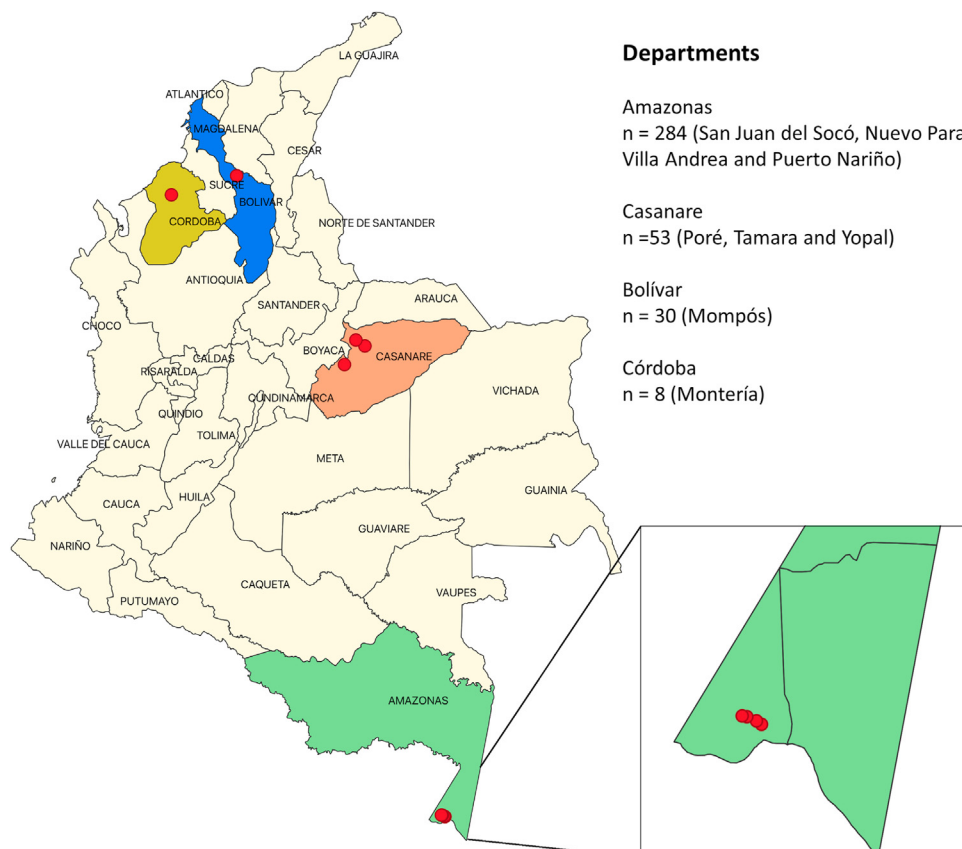 LA GUAJIRA
ATLANTICO
MAGDALENA
CESAR
SUCRE
BOLIVAR
CORDOBA
NORTE DE SANTANDER
ANTIOQUIA
SANTANDER
ARAUCA
CHOCO
BOYACA
CASANARE
CALDAS
RISARALDA
CUNDINAMARCA
VICHADA
QUINDIO
TOLIMA
VALLE DEL CAUCA
META
GUAINIA
HUILA
CAUCA
GUAVIARE
NARIÑO
CAQUETA
VAUPES
PUTUMAYO
AMAZONAS
Departments
Amazonas
n = 284 (San Juan del Socó, Nuevo Para
Villa Andrea and Puerto Nariño)
Casanare
n =53 (Poré, Tamara and Yopal)
Bolívar
n = 30 (Mompós)
Córdoba
n = 8 (Montería)